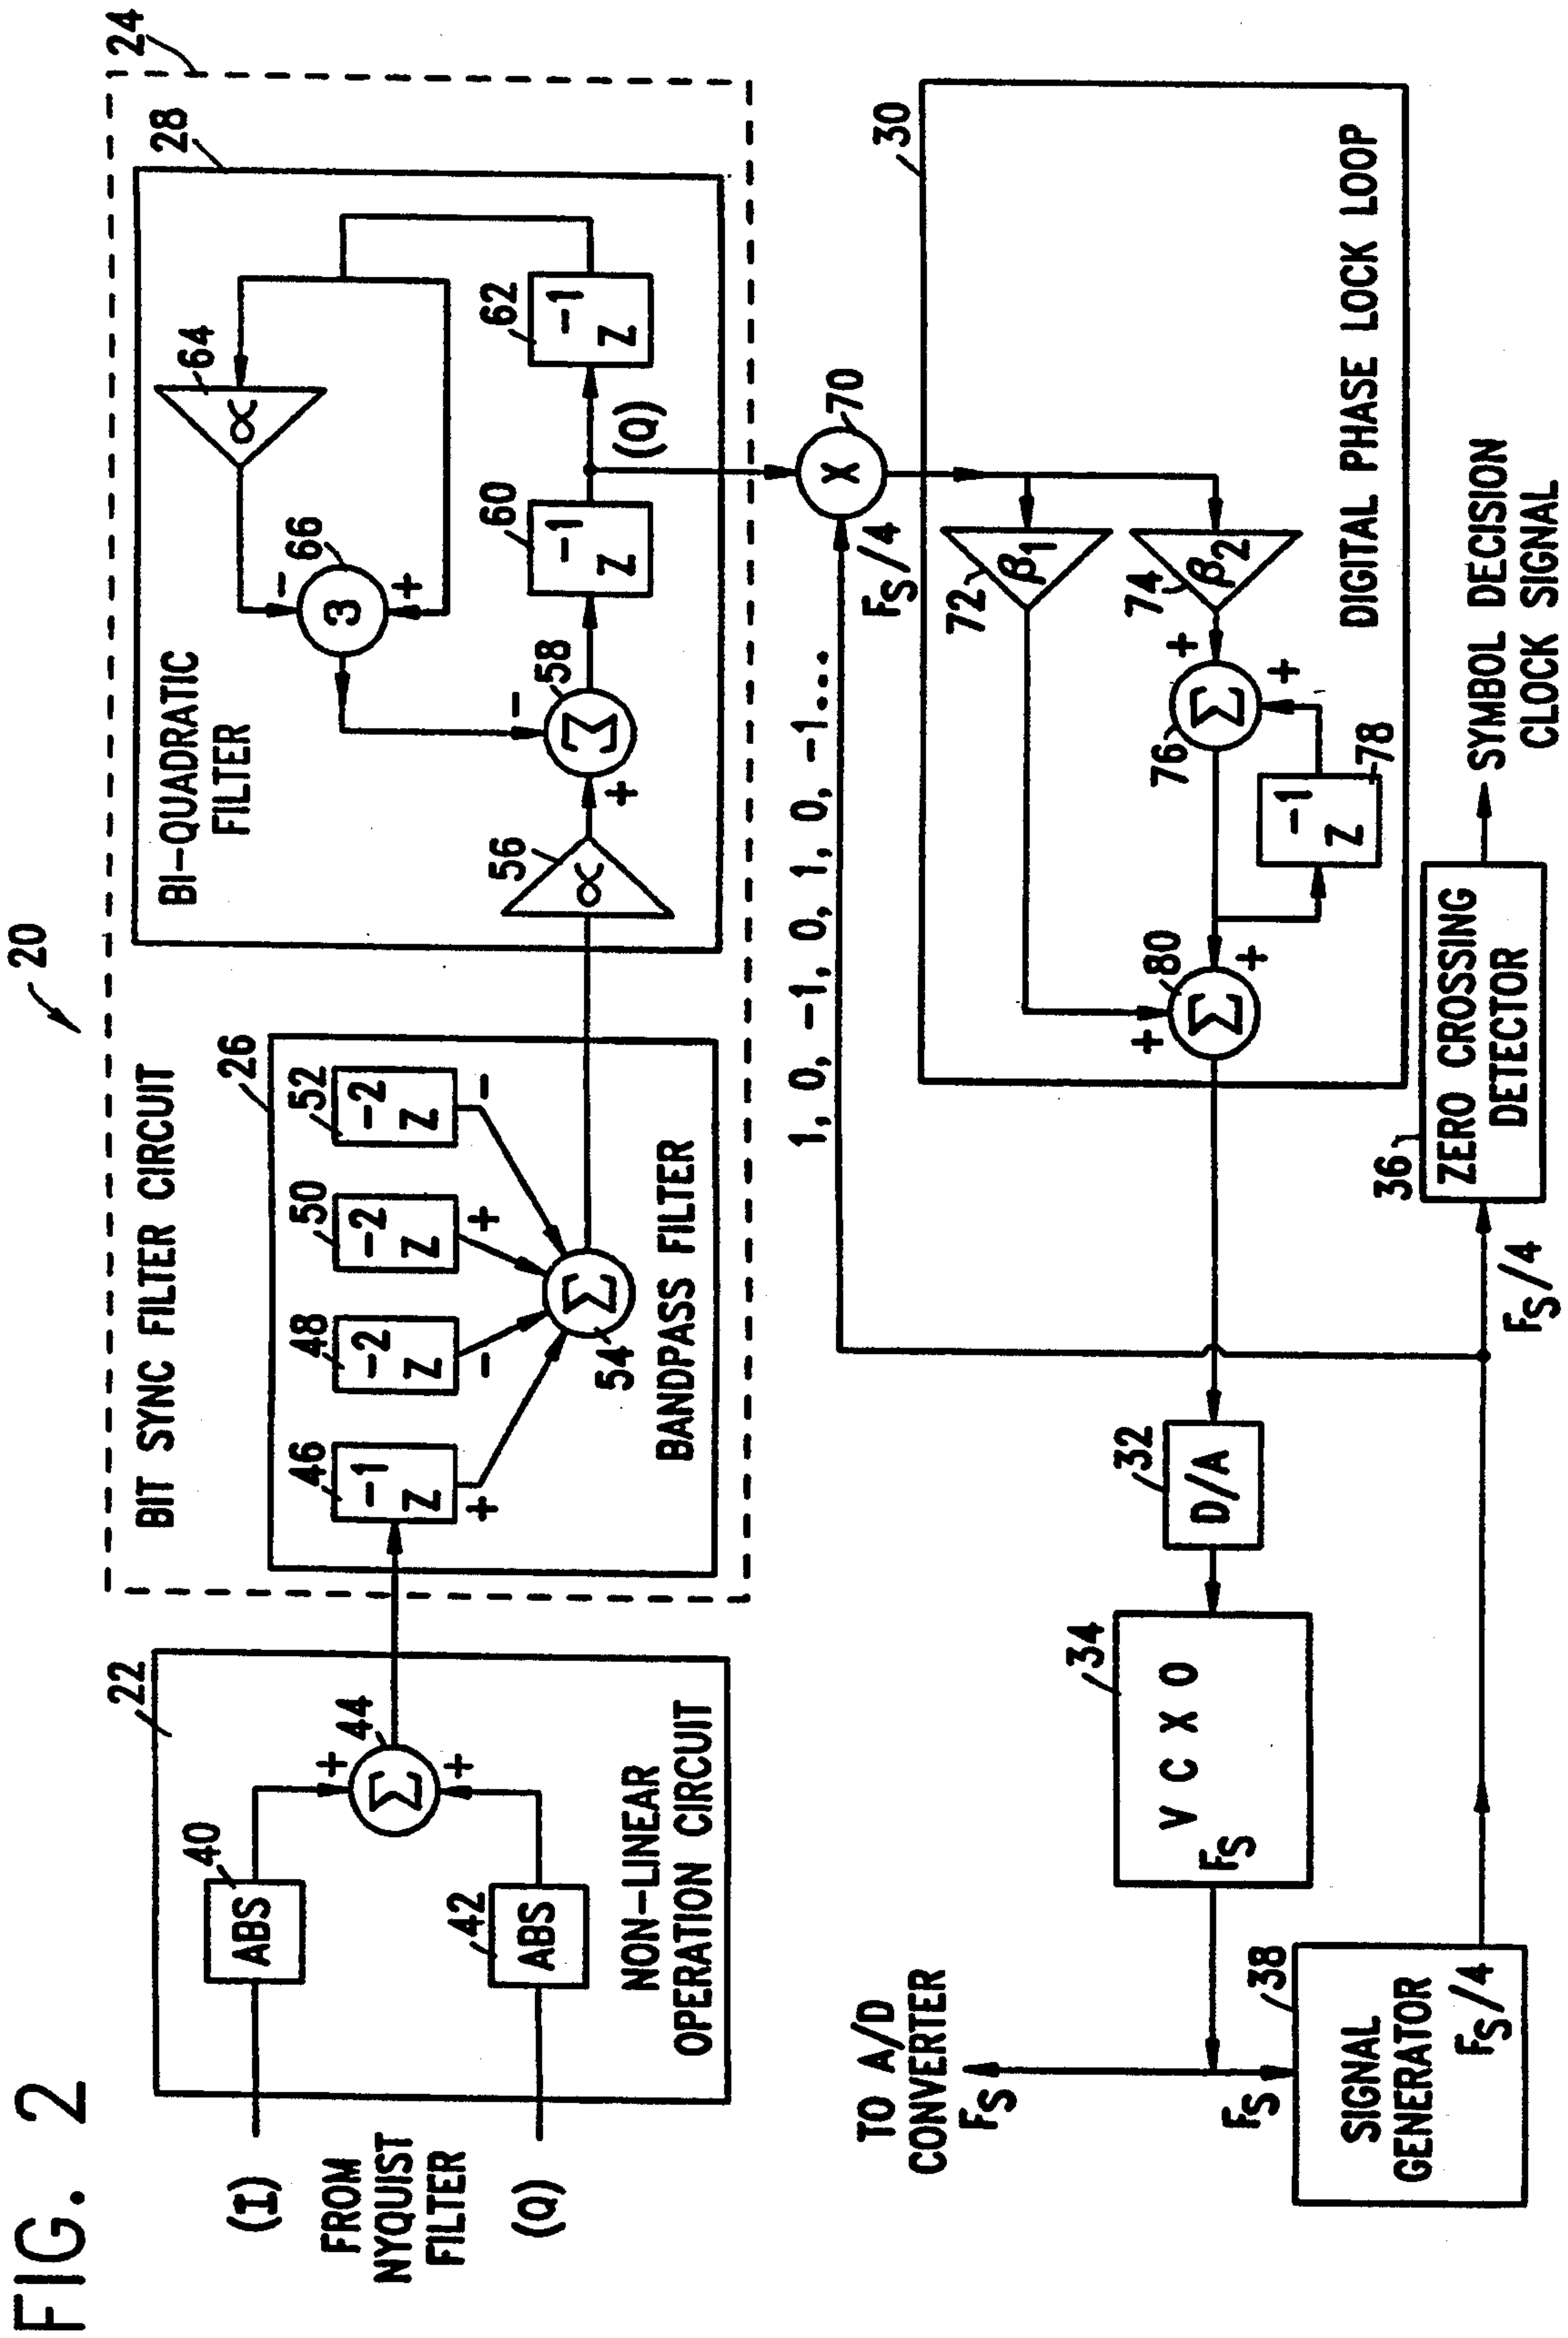 FIG. 2
20
24
BIT SYNC FILTER CIRCUIT
22
(I)
40
ABS
44
+
Σ
+
FROM
NYQUIST
FILTER
(Q)
42
ABS
NON-LINEAR
OPERATION CIRCUIT
26
46
Z -1
+
48
Z -2
-
50
Z -2
+
52
Z -2
-
Σ
54
BANDPASS FILTER
28
BI-QUADRATIC
FILTER
56
∝
+
-
Σ
58
60
Z -1
(Q)
62
Z -1
64
∝
66
-
3
+
1, 0, -1, 0, 1, 0, -1...
FS/4
X
70
30
72
β1
74
β2
+
76
Σ
+
Z -1
78
80
+
Σ
+
DIGITAL PHASE LOCK LOOP
TO A/D
CONVERTER
FS
34
V C X O
FS
32
D/A
FS
38
SIGNAL
GENERATOR
FS/4
FS/4
36
ZERO CROSSING
DETECTOR
SYMBOL DECISION
CLOCK SIGNAL